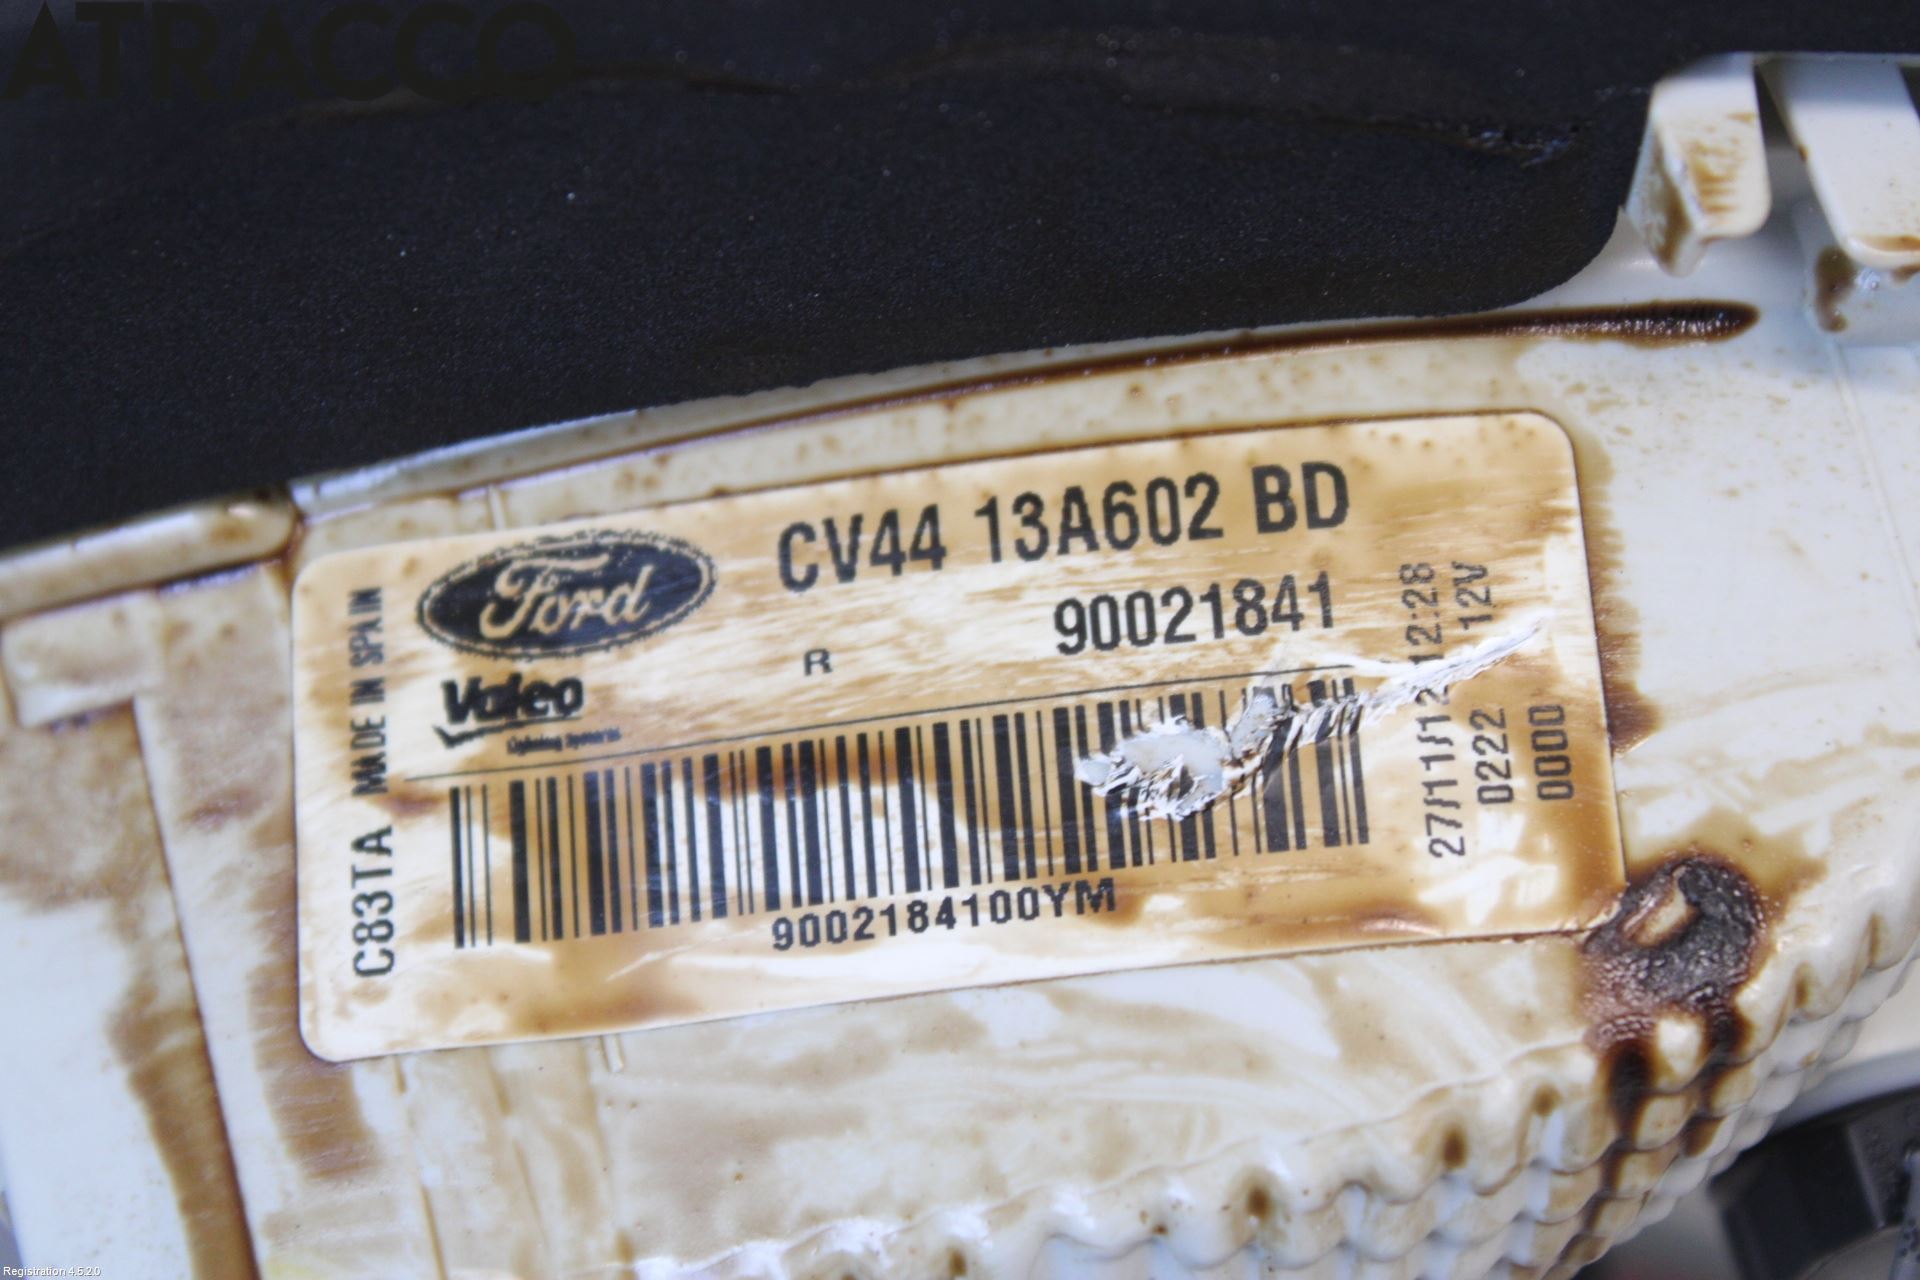 ATRACCO
Ford
CV44 13A602 BD
R
90021841
Valeo
Lighting Systems
9002184100YM
C83TA MADE IN SPAIN
27/11/12 12:28
0222 12V
0000
Registration 4.5.2.0